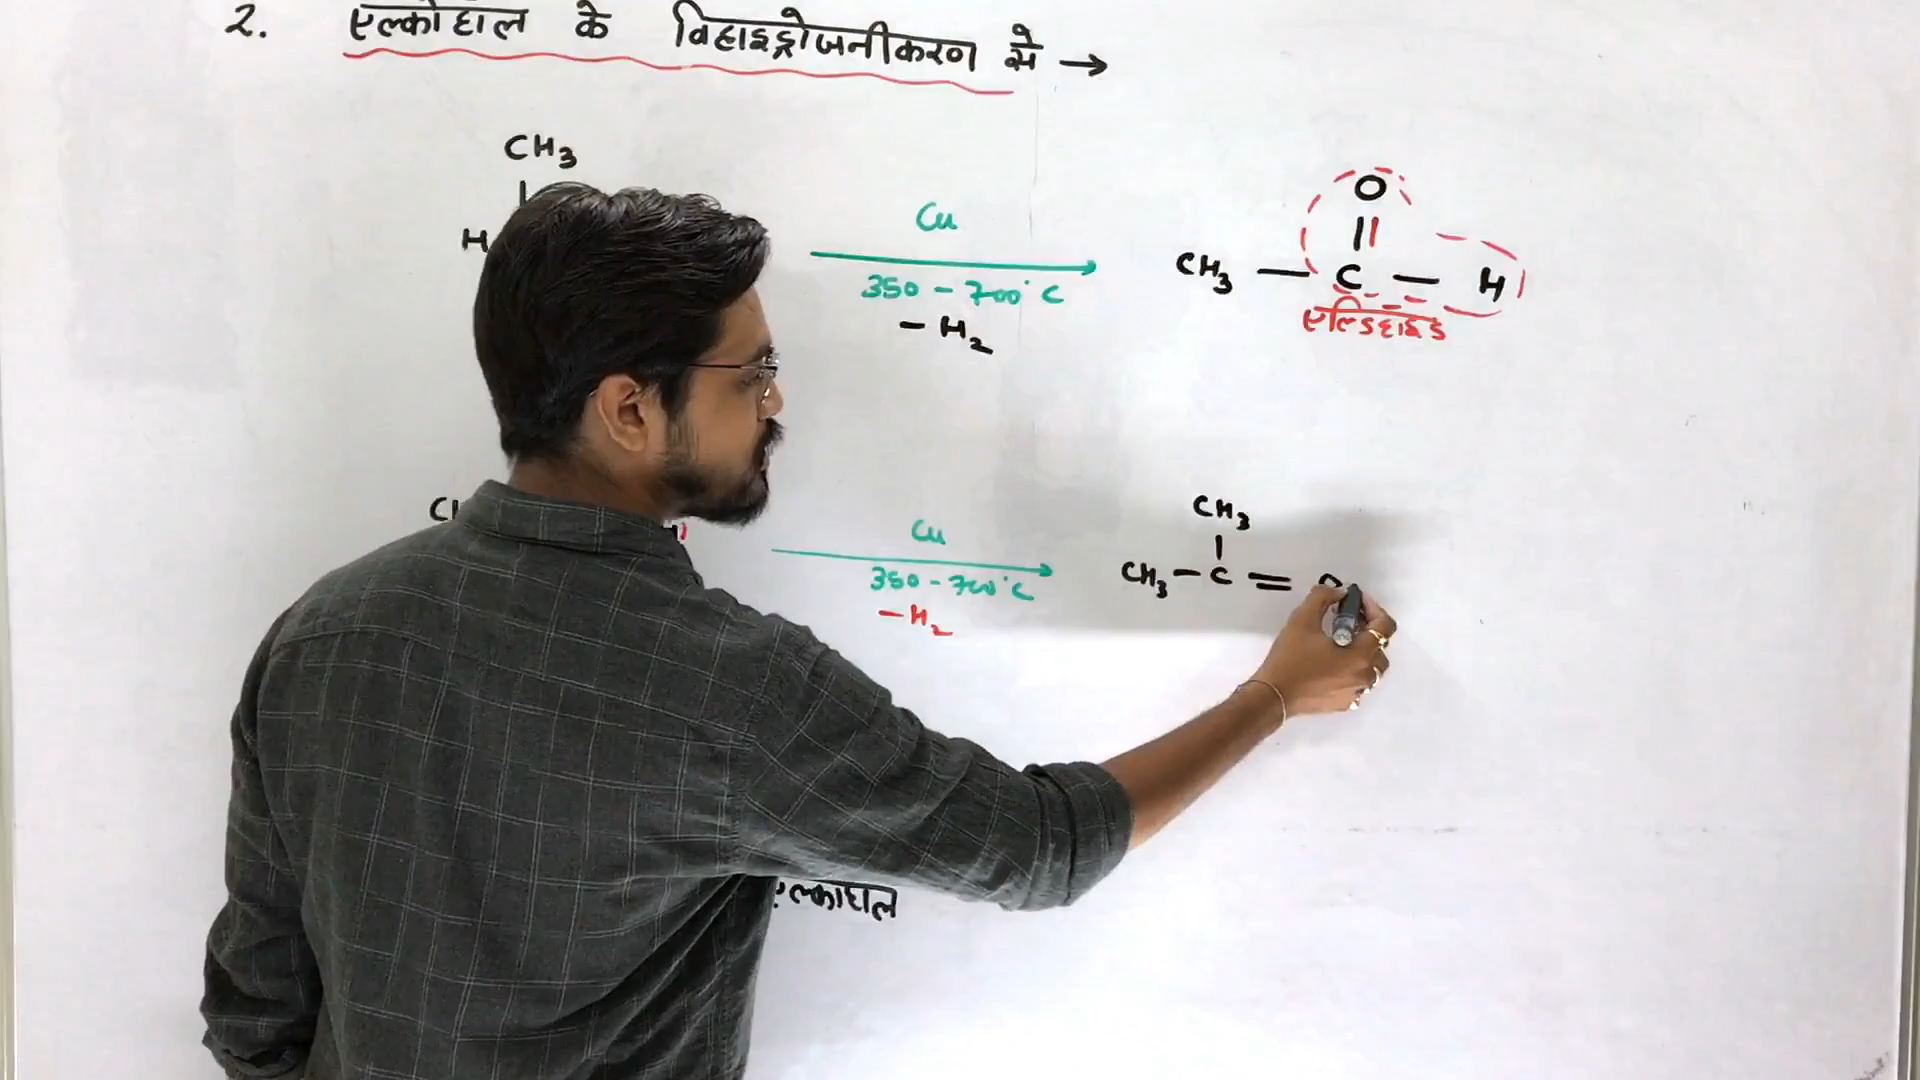 2. एल्कोहाल के विहाइड्रोजनीकरण से →
CH3
H
Cu
350 - 700°C
- H2
O
CH3 — C — H
एल्डिहाइड
Cu
350 - 700°C
- H2
CH3
CH3 - C =
एल्कोहाल